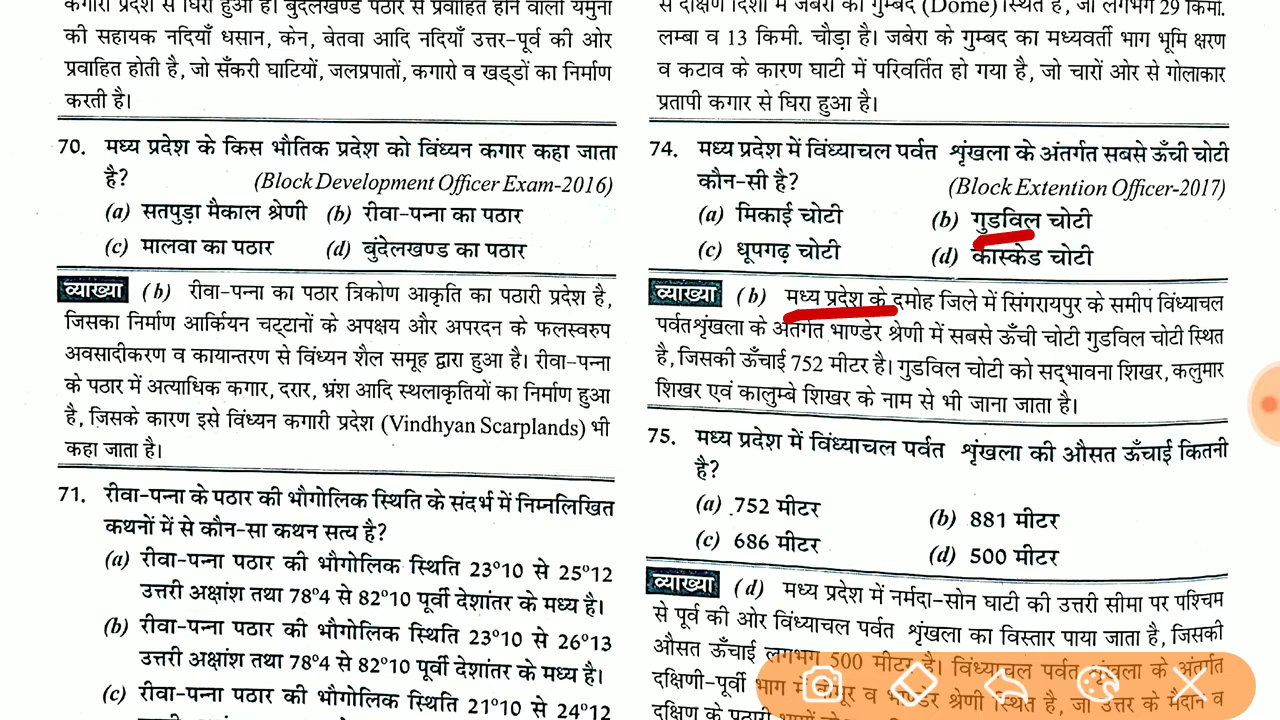 कगारी प्रदेश से घिरा हुआ है। बुंदेलखण्ड पठार से प्रवाहित होने वाली यमुना
की सहायक नदियाँ धसान, केन, बेतवा आदि नदियाँ उत्तर-पूर्व की ओर
प्रवाहित होती है, जो सँकरी घाटियों, जलप्रपातों, कगारो व खड्डों का निर्माण
करती है।
70. मध्य प्रदेश के किस भौतिक प्रदेश को विंध्यन कगार कहा जाता
है? (Block Development Officer Exam-2016)
(a) सतपुड़ा मैकाल श्रेणी (b) रीवा-पन्ना का पठार
(c) मालवा का पठार (d) बुंदेलखण्ड का पठार
व्याख्या (b) रीवा-पन्ना का पठार त्रिकोण आकृति का पठारी प्रदेश है,
जिसका निर्माण आर्कियन चट्टानों के अपक्षय और अपरदन के फलस्वरुप
अवसादीकरण व कायान्तरण से विंध्यन शैल समूह द्वारा हुआ है। रीवा-पन्ना
के पठार में अत्याधिक कगार, दरार, भ्रंश आदि स्थलाकृतियों का निर्माण हुआ
है, जिसके कारण इसे विंध्यन कगारी प्रदेश (Vindhyan Scarplands) भी
कहा जाता है।
71. रीवा-पन्ना के पठार की भौगोलिक स्थिति के संदर्भ में निम्नलिखित
कथनों में से कौन-सा कथन सत्य है?
(a) रीवा-पन्ना पठार की भौगोलिक स्थिति 23°10 से 25°12
उत्तरी अक्षांश तथा 78°4 से 82°10 पूर्वी देशांतर के मध्य है।
(b) रीवा-पन्ना पठार की भौगोलिक स्थिति 23°10 से 26°13
उत्तरी अक्षांश तथा 78°4 से 82°10 पूर्वी देशांतर के मध्य है।
(c) रीवा-पन्ना पठार की भौगोलिक स्थिति 21°10 से 24°12
से दक्षिण दिशा में जबेरा का गुम्बद (Dome) स्थित है, जो लगभग 29 किमी.
लम्बा व 13 किमी. चौड़ा है। जबेरा के गुम्बद का मध्यवर्ती भाग भूमि क्षरण
व कटाव के कारण घाटी में परिवर्तित हो गया है, जो चारों ओर से गोलाकार
प्रतापी कगार से घिरा हुआ है।
74. मध्य प्रदेश में विंध्याचल पर्वत शृंखला के अंतर्गत सबसे ऊँची चोटी
कौन-सी है? (Block Extention Officer-2017)
(a) मिकाई चोटी (b) गुडविल चोटी
(c) धूपगढ़ चोटी (d) कास्केड चोटी
व्याख्या (b) मध्य प्रदेश के दमोह जिले में सिंगरायपुर के समीप विंध्याचल
पर्वतशृंखला के अंतर्गत भाण्डेर श्रेणी में सबसे ऊँची चोटी गुडविल चोटी स्थित
है, जिसकी ऊँचाई 752 मीटर है। गुडविल चोटी को सद्भावना शिखर, कलुमार
शिखर एवं कालुम्बे शिखर के नाम से भी जाना जाता है।
75. मध्य प्रदेश में विंध्याचल पर्वत शृंखला की औसत ऊँचाई कितनी
है?
(a) 752 मीटर (b) 881 मीटर
(c) 686 मीटर (d) 500 मीटर
व्याख्या (d) मध्य प्रदेश में नर्मदा-सोन घाटी की उत्तरी सीमा पर पश्चिम
से पूर्व की ओर विंध्याचल पर्वत शृंखला का विस्तार पाया जाता है, जिसकी
औसत ऊँचाई लगभग 500 मीटर है। विंध्याचल पर्वत शृंखला के अंतर्गत
दक्षिणी-पूर्वी भाग में श्रेणी स्थित है, जो उत्तर के मैदान व
दक्षिण के पठारी